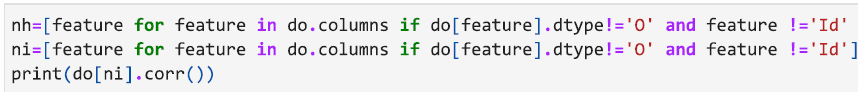 nh=[feature for feature in do.columns if do[feature].dtype!='O' and feature !='Id'
ni=[feature for feature in do.columns if do[feature].dtype!='O' and feature !='Id']
print(do[ni].corr())